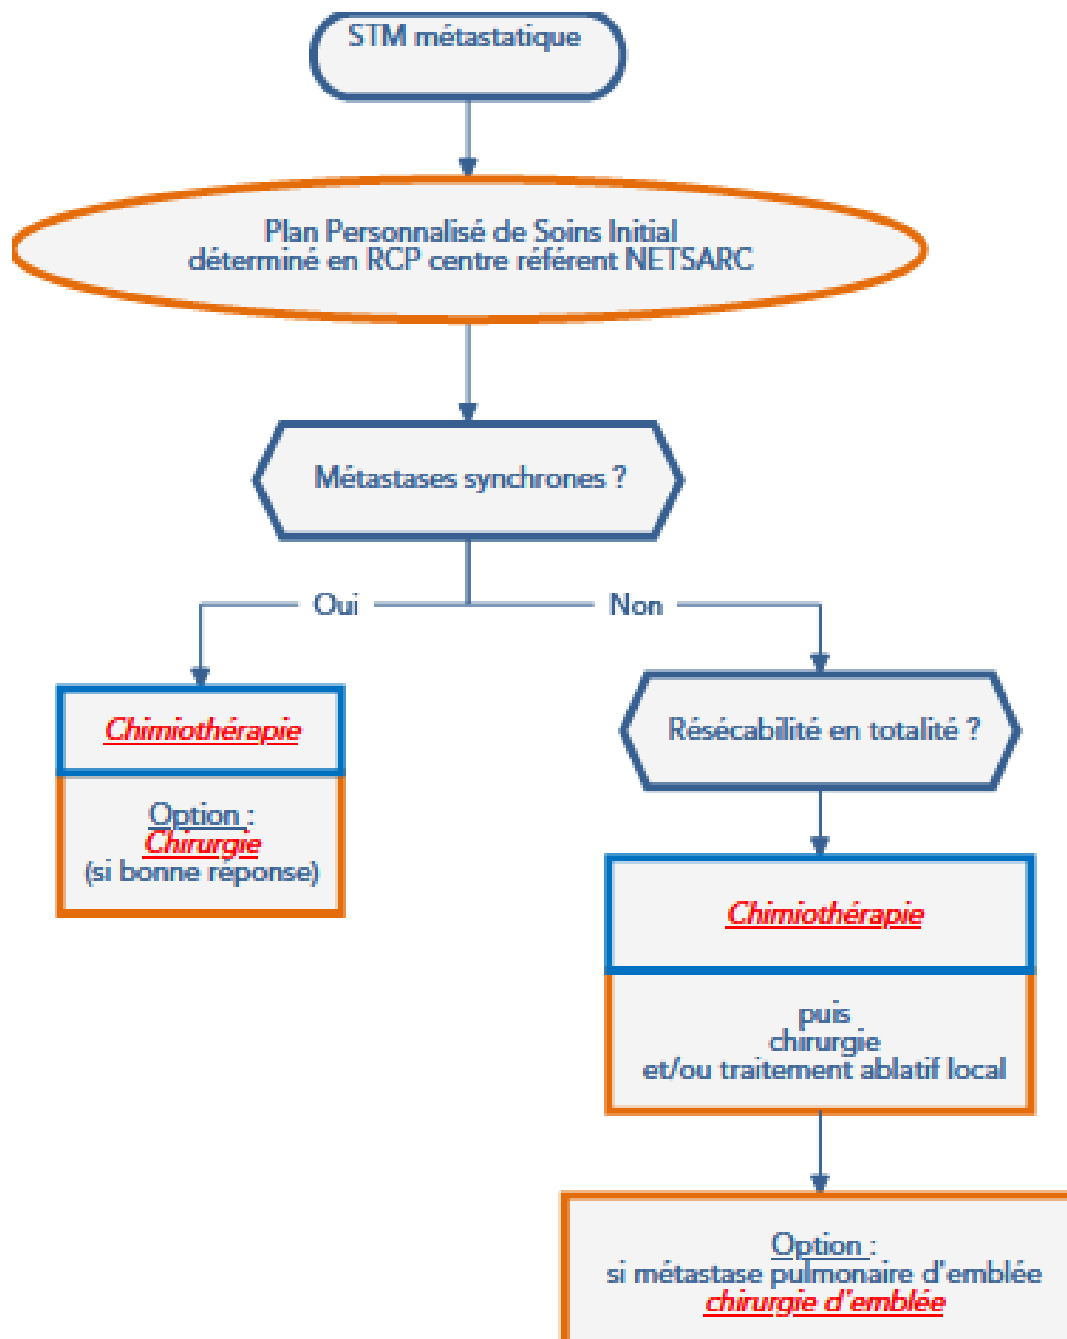 STM métastatique
Plan Personnalisé de Soins Initial
déterminé en RCP centre référent NETSARC
Métastases synchrones ?
Oui
Non
Chimiothérapie
Option :
Chirurgie
(si bonne réponse)
Résécabilité en totalité ?
Chimiothérapie
puis
chirurgie
et/ou traitement ablatif local
Option :
si métastase pulmonaire d'emblée
chirurgie d'emblée